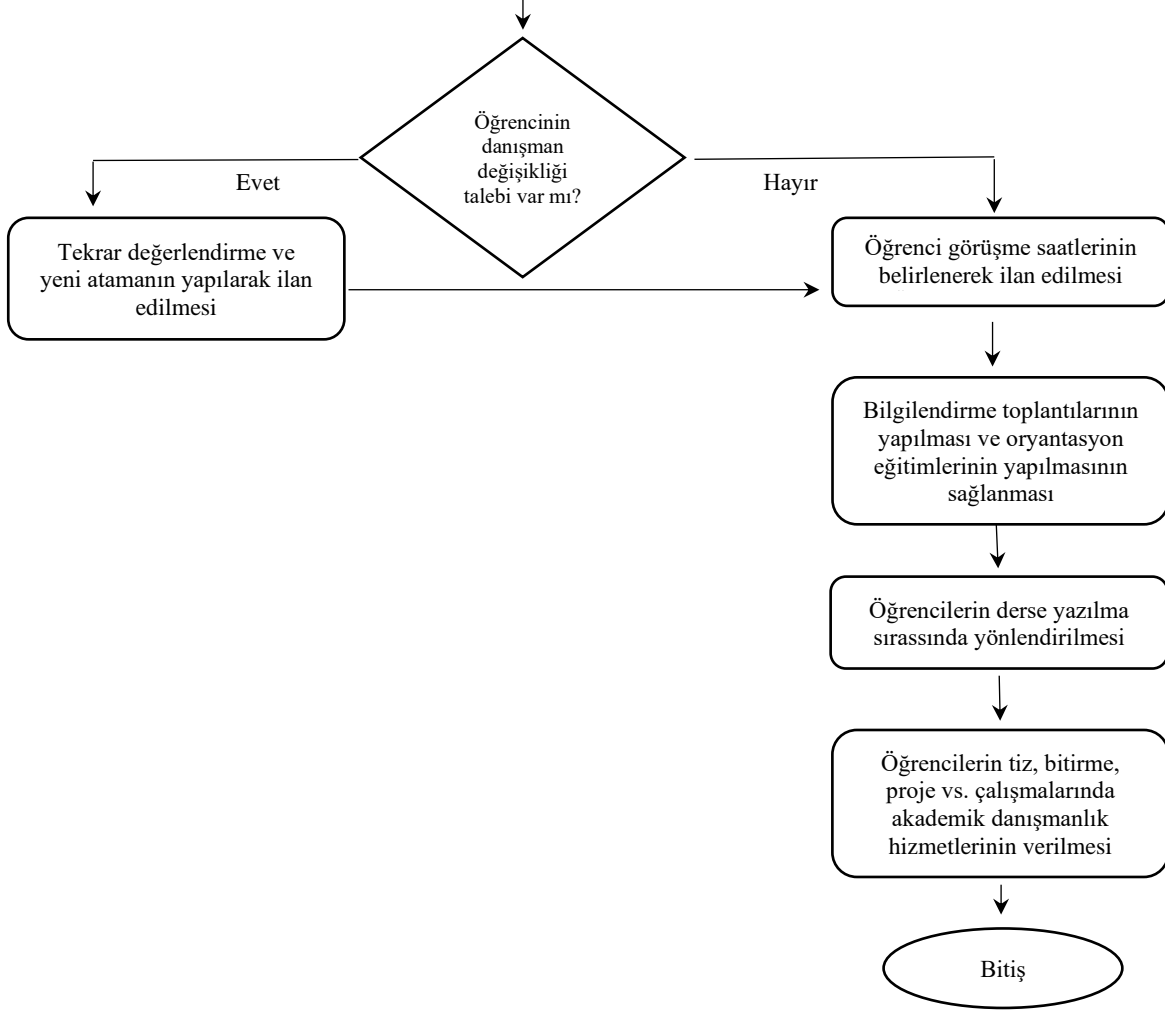 Öğrencinin
danışman
değişikliği
talebi var mı?
Evet
Hayır
Tekrar değerlendirme ve
yeni atamanın yapılarak ilan
edilmesi
Öğrenci görüşme saatlerinin
belirlenerek ilan edilmesi
Bilgilendirme toplantılarının
yapılması ve oryantasyon
eğitimlerinin yapılmasının
sağlanması
Öğrencilerin derse yazılma
sırassında yönlendirilmesi
Öğrencilerin tiz, bitirme,
proje vs. çalışmalarında
akademik danışmanlık
hizmetlerinin verilmesi
Bitiş